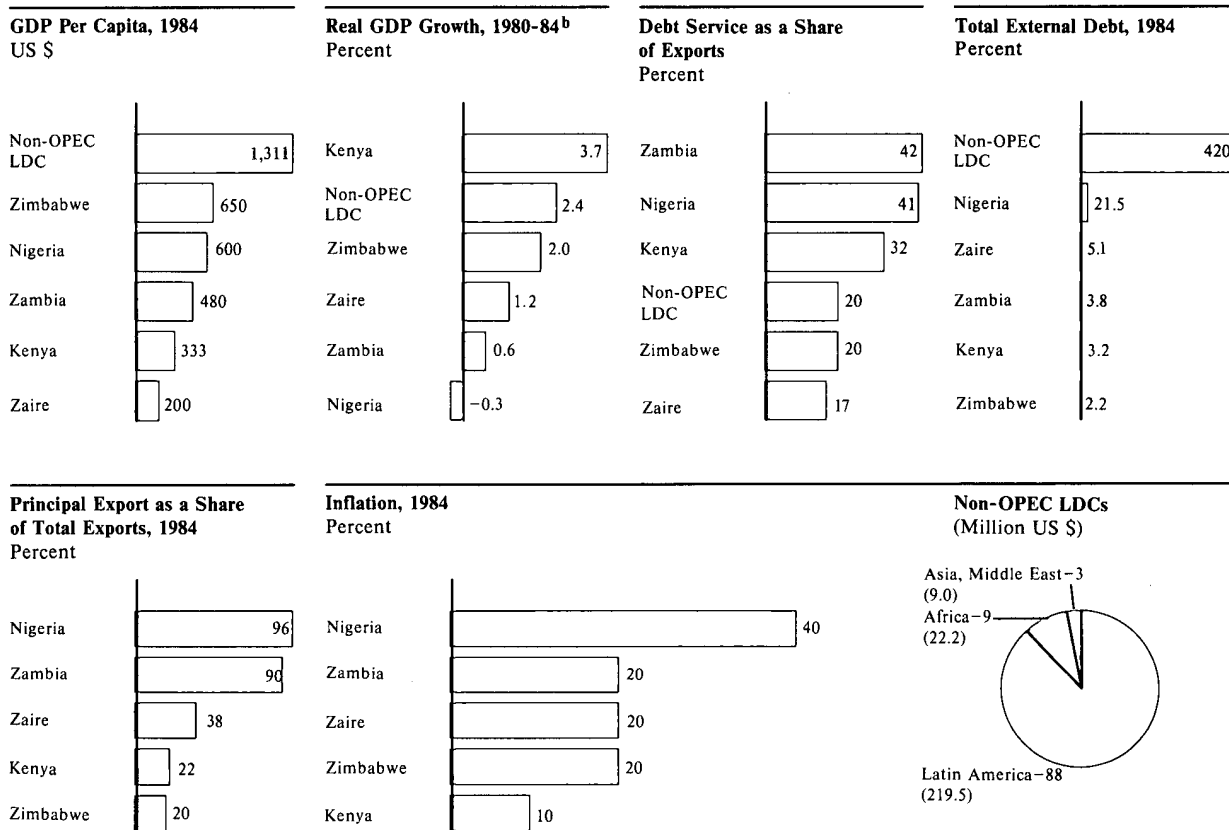 GDP Per Capita, 1984
US $
Non-OPEC
LDC
1,311
Zimbabwe 650
Nigeria 600
Zambia 480
Kenya 333
Zaire 200
Real GDP Growth, 1980-84b
Percent
Kenya 3.7
Non-OPEC
LDC
2.4
Zimbabwe 2.0
Zaire 1.2
Zambia 0.6
Nigeria −0.3
Debt Service as a Share
of Exports
Percent
Zambia 42
Nigeria 41
Kenya 32
Non-OPEC
LDC
20
Zimbabwe 20
Zaire 17
Total External Debt, 1984
Percent
Non-OPEC
LDC
420
Nigeria 21.5
Zaire 5.1
Zambia 3.8
Kenya 3.2
Zimbabwe 2.2
Principal Export as a Share
of Total Exports, 1984
Percent
Nigeria 96
Zambia 90
Zaire 38
Kenya 22
Zimbabwe 20
Inflation, 1984
Percent
Nigeria 40
Zambia 20
Zaire 20
Zimbabwe 20
Kenya 10
Non-OPEC LDCs
(Million US $)
Asia, Middle East−3
(9.0)
Africa−9
(22.2)
Latin America−88
(219.5)